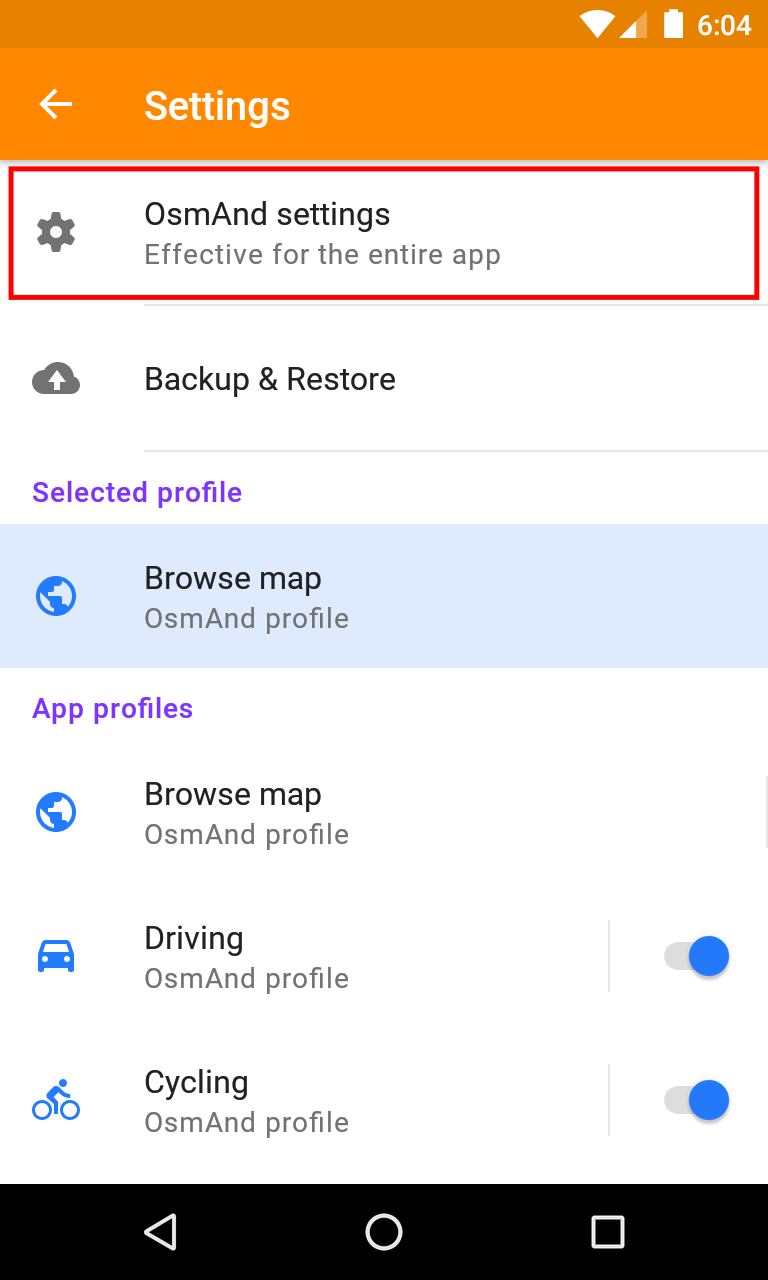 6:04
Settings
OsmAnd settings
Effective for the entire app
Backup & Restore
Selected profile
Browse map
OsmAnd profile
App profiles
Browse map
OsmAnd profile
Driving
OsmAnd profile
Cycling
OsmAnd profile